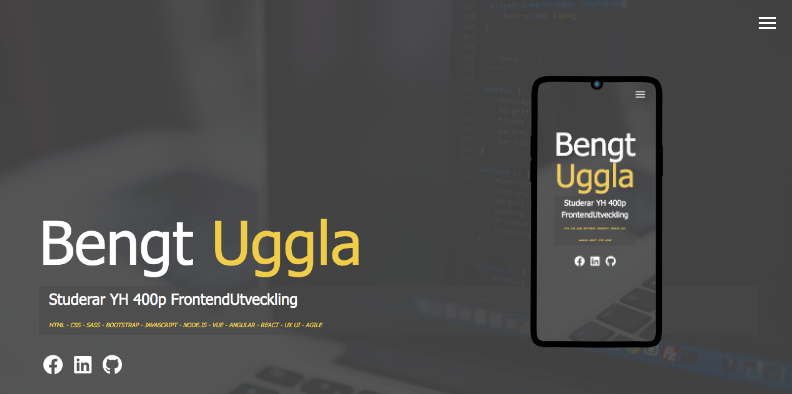 Bengt Uggla
Studerar YH 400p FrontendUtveckling
HTML - CSS - SASS - BOOTSTRAP - JAVASCRIPT - NODE.JS - VUE - ANGULAR - REACT - UX UI - AGILE
Bengt
Uggla
Studerar YH 400p
FrontendUtveckling